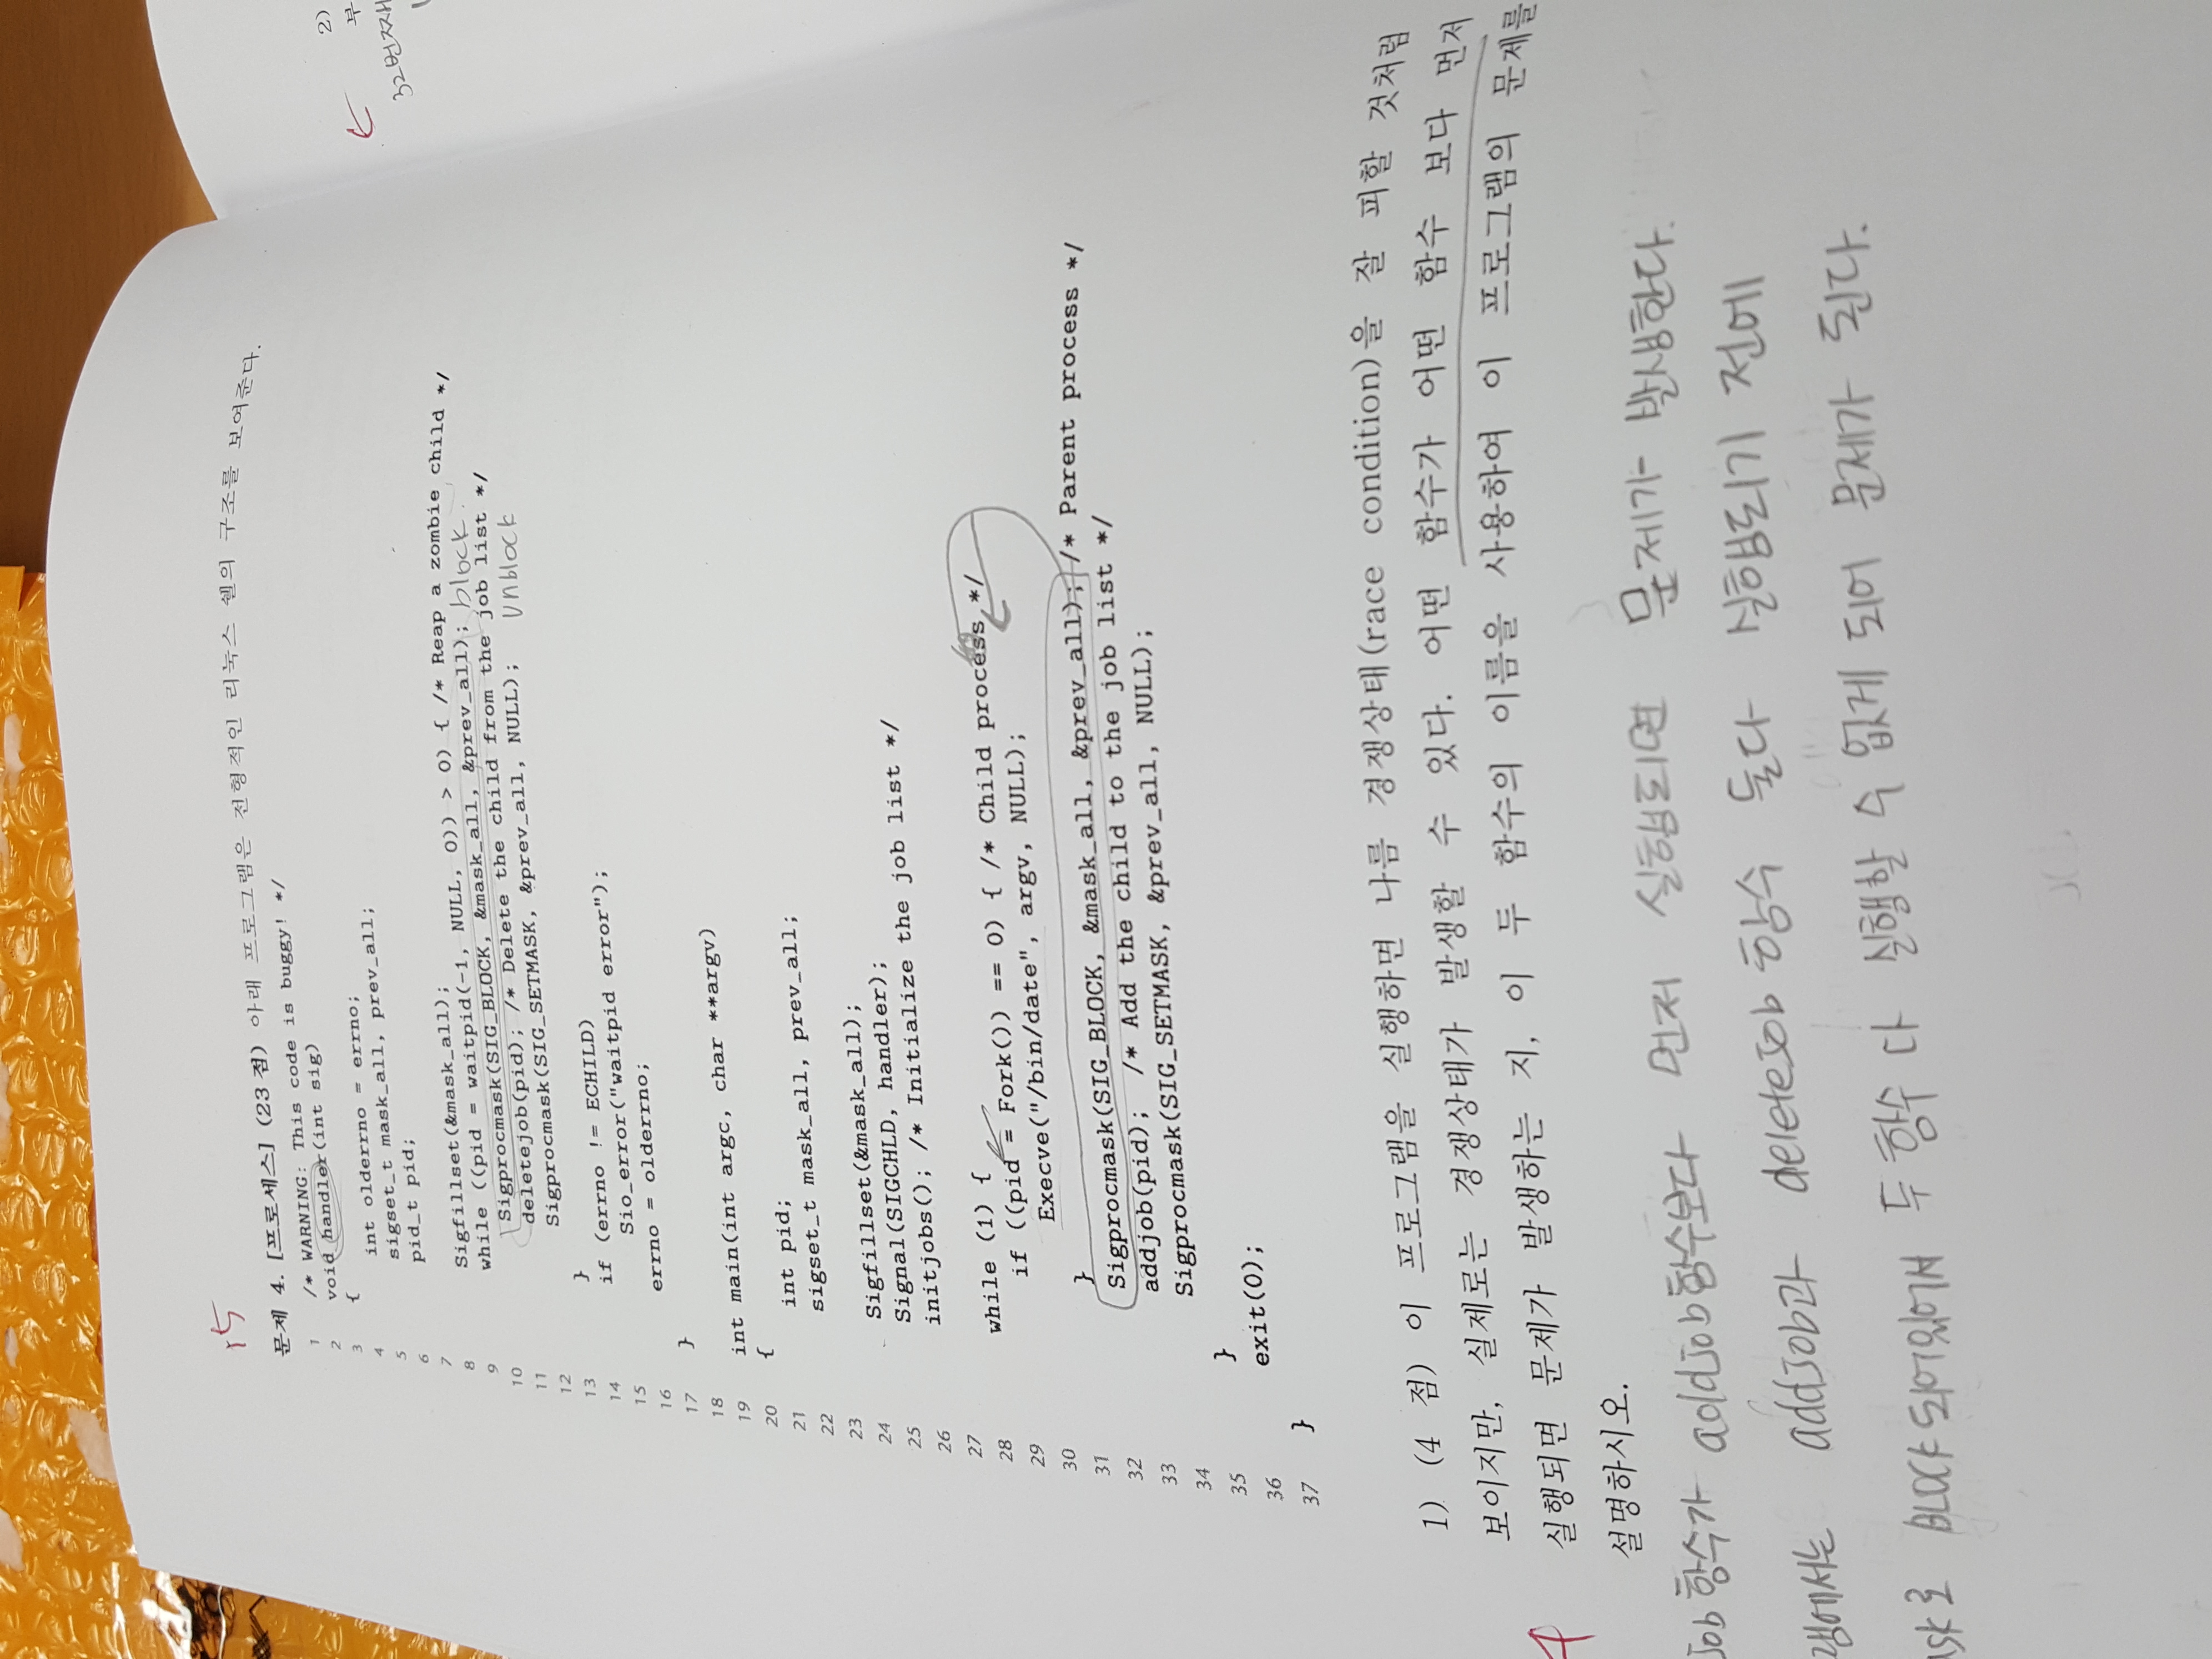 15
문제 4. [프로세스] (23 점) 아래 프로그램은 전형적인 리눅스 쉘의 구조를 보여준다.
1 /* WARNING: This code is buggy! */
2 void handler(int sig)
3 {
4 int olderrno = errno;
5 sigset_t mask_all, prev_all;
6 pid_t pid;
7
8 Sigfillset(&mask_all);
9 while ((pid = waitpid(-1, NULL, 0)) > 0) { /* Reap a zombie child */
10 Sigprocmask(SIG_BLOCK, &mask_all, &prev_all); block
11 deletejob(pid); /* Delete the child from the job list */
12 Sigprocmask(SIG_SETMASK, &prev_all, NULL); unblock
13 }
14 if (errno != ECHILD)
15 Sio_error("waitpid error");
16 errno = olderrno;
17 }
18
19 int main(int argc, char **argv)
20 {
21 int pid;
22 sigset_t mask_all, prev_all;
23
24 Sigfillset(&mask_all);
25 Signal(SIGCHLD, handler);
26 initjobs(); /* Initialize the job list */
27
28 while (1) {
29 if ((pid = Fork()) == 0) { /* Child process */
30 Execve("/bin/date", argv, NULL);
31 }
32 Sigprocmask(SIG_BLOCK, &mask_all, &prev_all); /* Parent process */
33 addjob(pid); /* Add the child to the job list */
34 Sigprocmask(SIG_SETMASK, &prev_all, NULL);
35 }
36 exit(0);
37 }
1) (4 점) 이 프로그램을 실행하면 나름 경쟁상태(race condition)을 잘 피할 것처럼
보이지만, 실제로는 경쟁상태가 발생할 수 있다. 어떤 함수가 어떤 함수 보다 먼저
실행되면 문제가 발생하는 지, 이 두 함수의 이름을 사용하여 이 프로그램의 문제를
설명하시오.
4
Job 함수가 addJob함수보다 먼저 실행되면 문제가 발생한다.
램에서는 addJob과 deleteJob 함수 둘다 실행되기 전에
ask로 BLOCK되어있어서 두 함수 다 실행할 수 없게 되어 문제가 된다.
2)
부
32번째